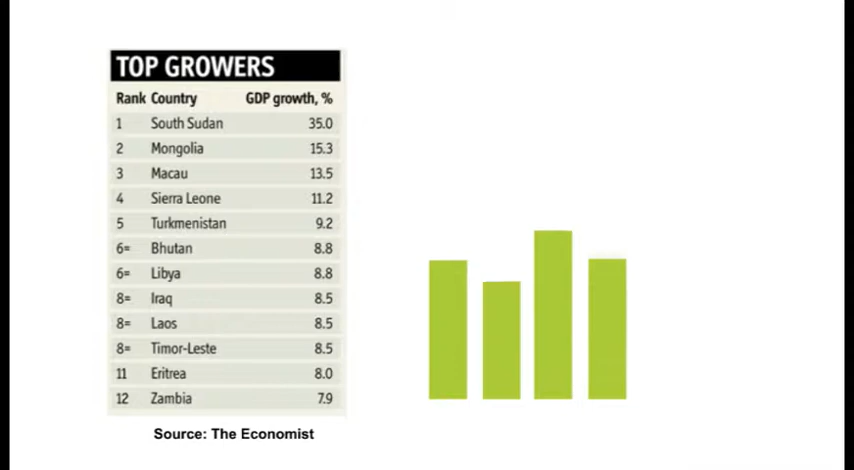 TOP GROWERS
Rank Country GDP growth, %
1 South Sudan 35.0
2 Mongolia 15.3
3 Macau 13.5
4 Sierra Leone 11.2
5 Turkmenistan 9.2
6= Bhutan 8.8
6= Libya 8.8
8= Iraq 8.5
8= Laos 8.5
8= Timor-Leste 8.5
11 Eritrea 8.0
12 Zambia 7.9
Source: The Economist